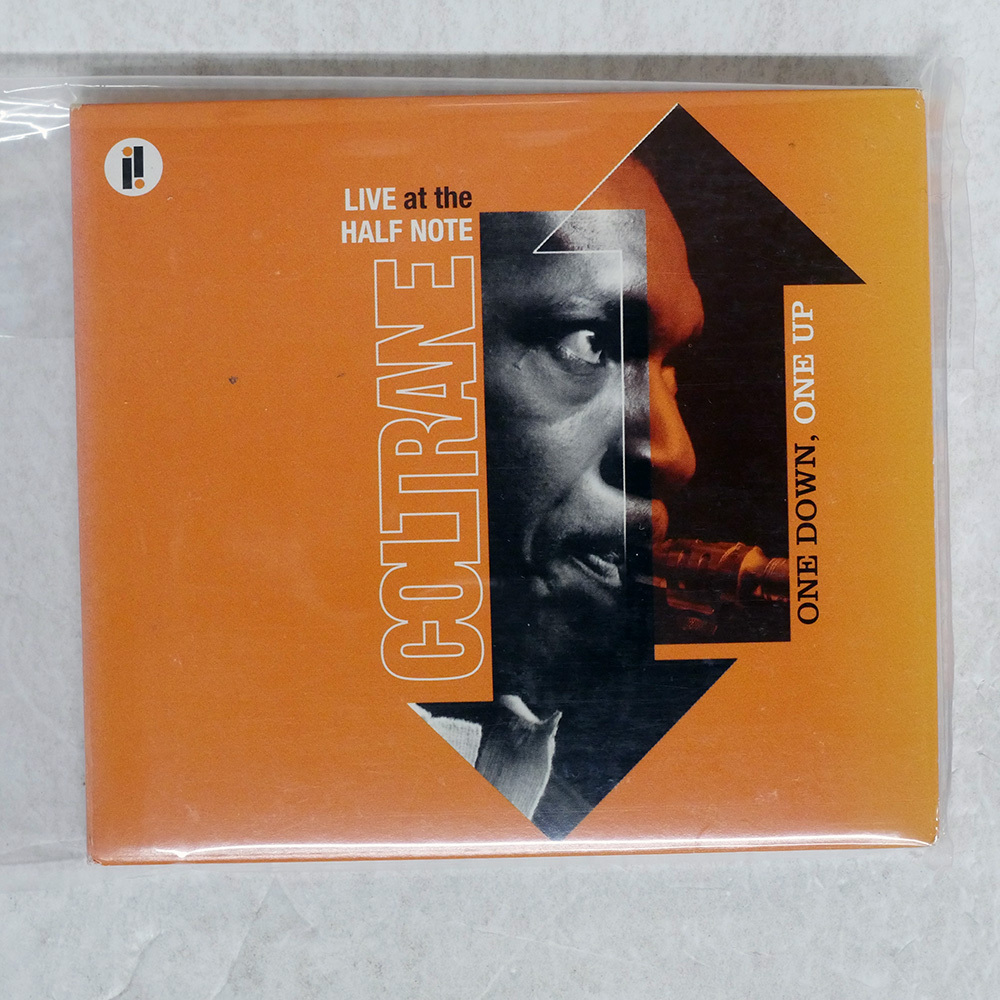 i!
LIVE at the
HALF NOTE
COLTRANE
ONE DOWN, ONE UP